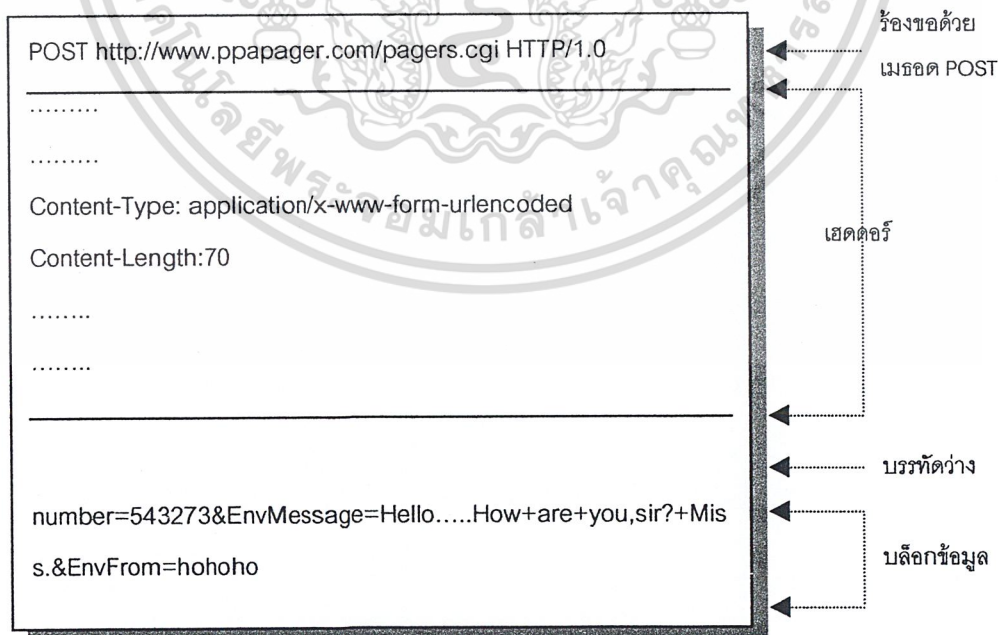 POST http://www.ppapager.com/pagers.cgi HTTP/1.0
ร้องขอด้วย
เมธอด POST
.........
.........
Content-Type: application/x-www-form-urlencoded
Content-Length:70
เฮดเดอร์
........
........
บรรทัดว่าง
number=543273&EnvMessage=Hello.....How+are+you,sir?+Mis
s.&EnvFrom=hohoho
บล็อกข้อมูล